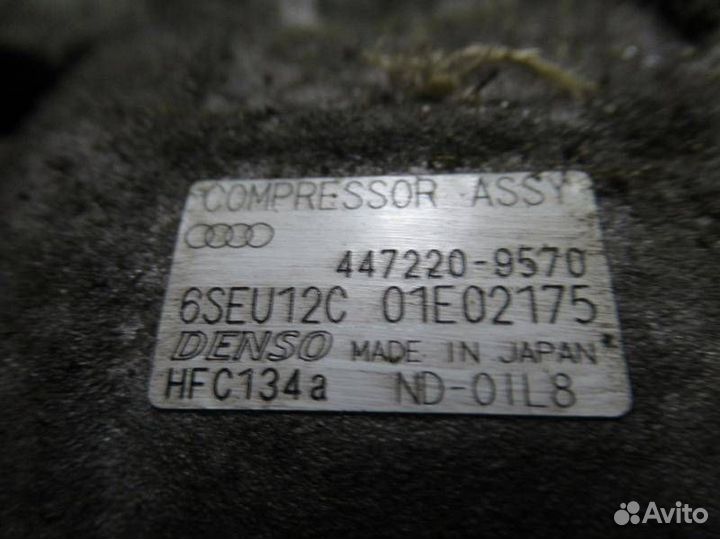 COMPRESSOR ASSY
447220-9570
6SEU12C 01E02175
DENSO MADE IN JAPAN
HFC134a ND-OIL8
Avito